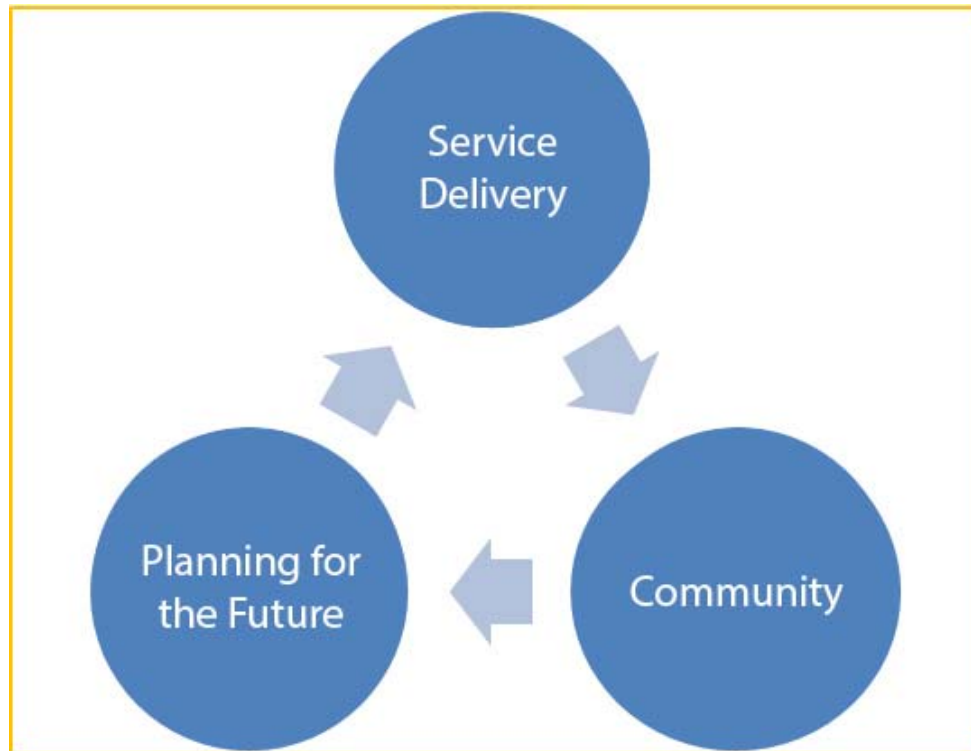 Service
Delivery
Planning for
the Future
Community